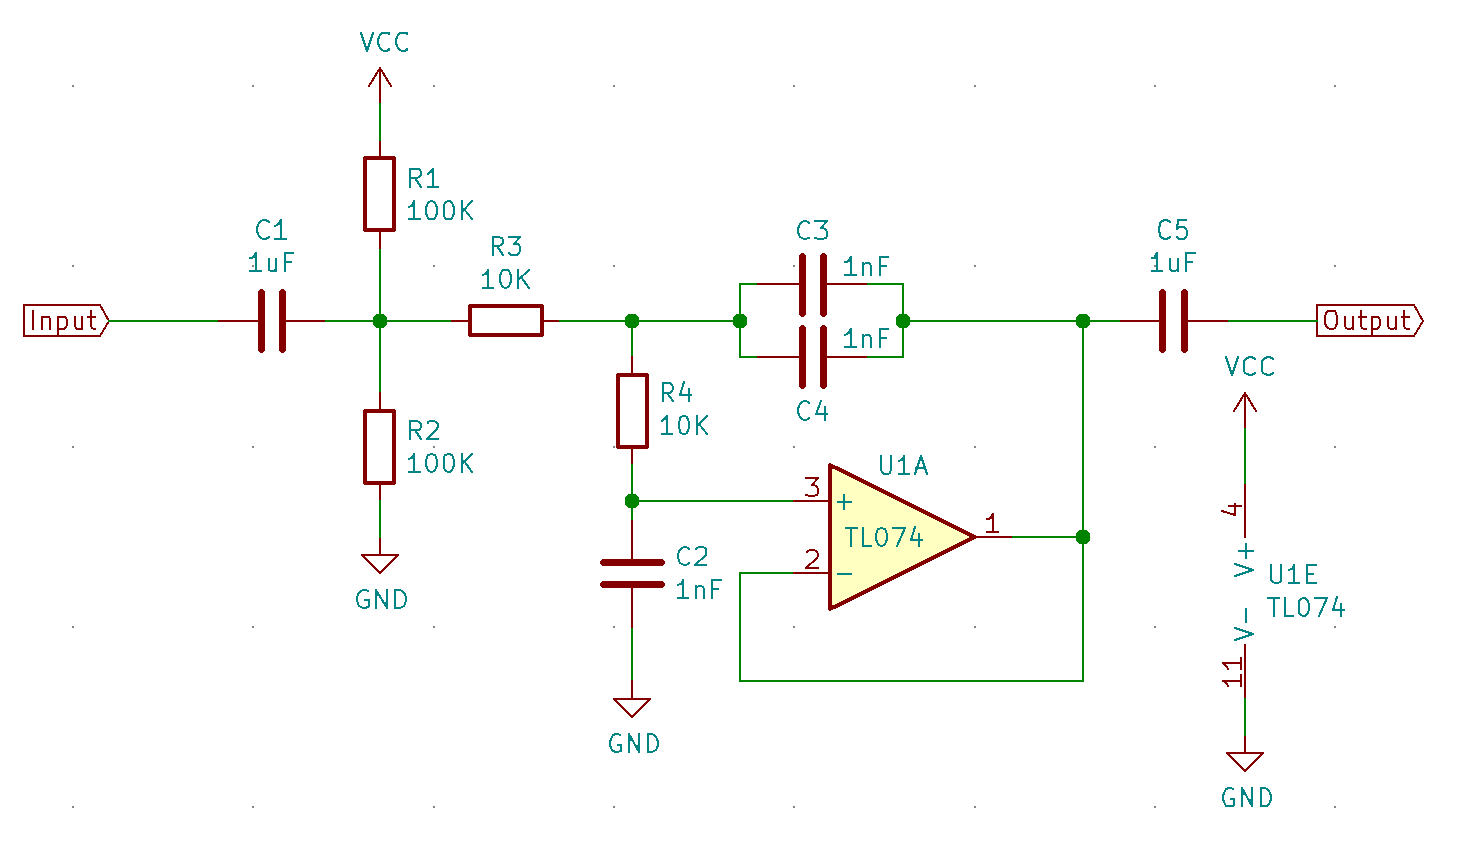 VCC
R1
100K
C1
1uF
R3
10K
C3
1nF
C5
1uF
Input
Output
1nF
C4
VCC
R4
10K
R2
100K
U1A
3
+
TL074
1
2
−
4
V+
U1E
TL074
V−
11
C2
1nF
GND
GND
GND